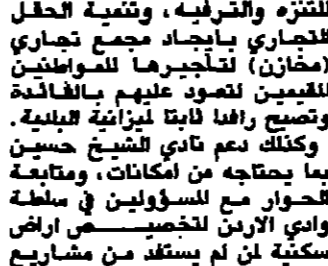 للتنزه والترفيه، وتنمية الحقل
التجاري بايجاد مجمع تجاري
(مخازن) لتأجيرها للمواطنين
المقيمين لتعود عليهم بالفائدة
وتصبح رافدا ثابتا لميزانية البلدية.
وكذلك دعم نادي الشيخ حسين
بما يحتاجه من امكانات، ومتابعة
الحوار مع المسؤولين في سلطة
وادي الاردن لتخصيص اراض
سكنية لمن لم يستفد من مشاريع